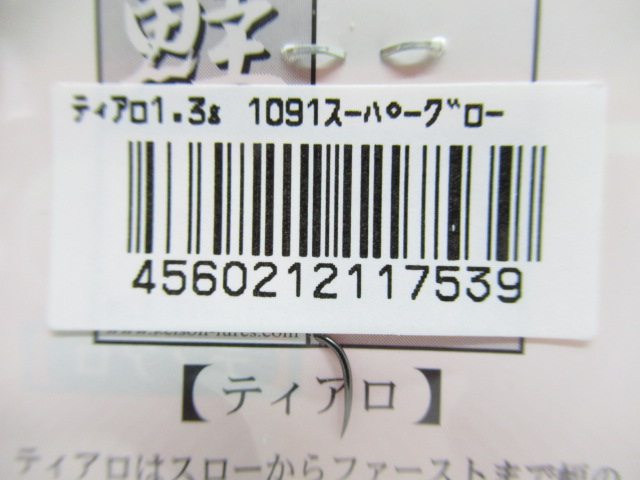 ティアロ1.3g 1091スーパーグロー
4560212117539
【ティアロ】
ティアロはスローからファーストまで幅の